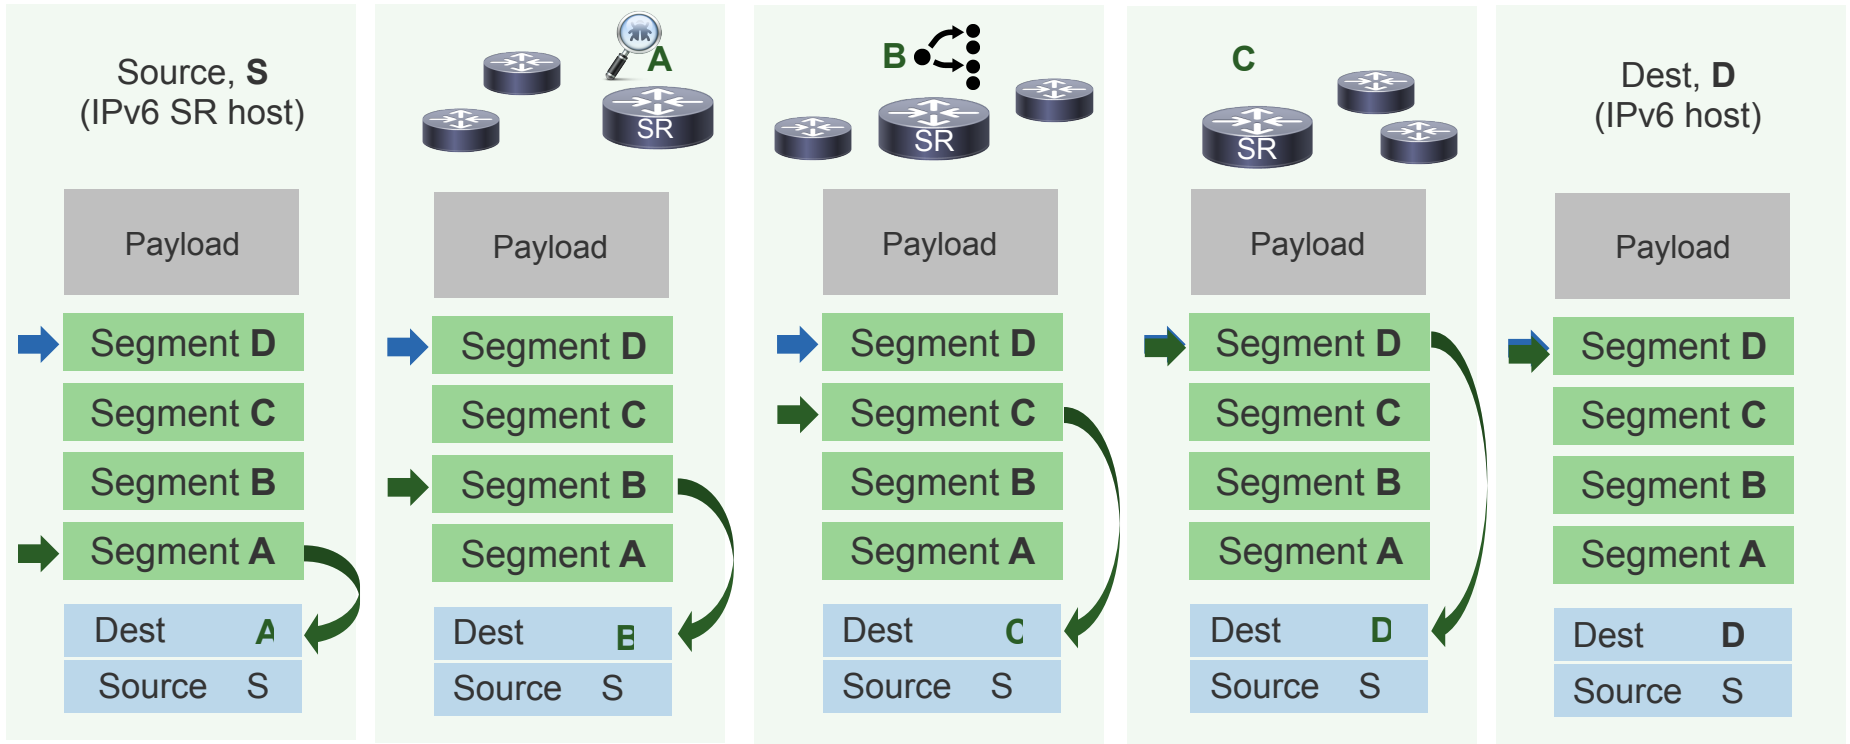 Source, S
(IPv6 SR host)
Payload
Segment D
Segment C
Segment B
Segment A
Dest A
Source S
A
SR
Payload
Segment D
Segment C
Segment B
Segment A
Dest B
Source S
B
SR
Payload
Segment D
Segment C
Segment B
Segment A
Dest C
Source S
C
SR
Payload
Segment D
Segment C
Segment B
Segment A
Dest D
Source S
Dest, D
(IPv6 host)
Payload
Segment D
Segment C
Segment B
Segment A
Dest D
Source S